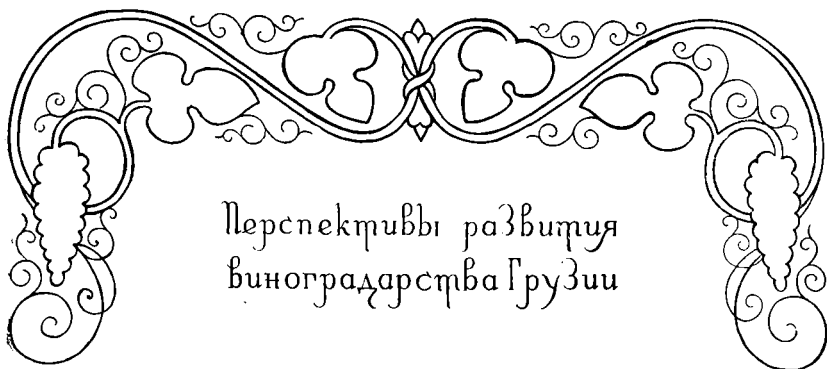 Перспективы развития
виноградарства Грузии